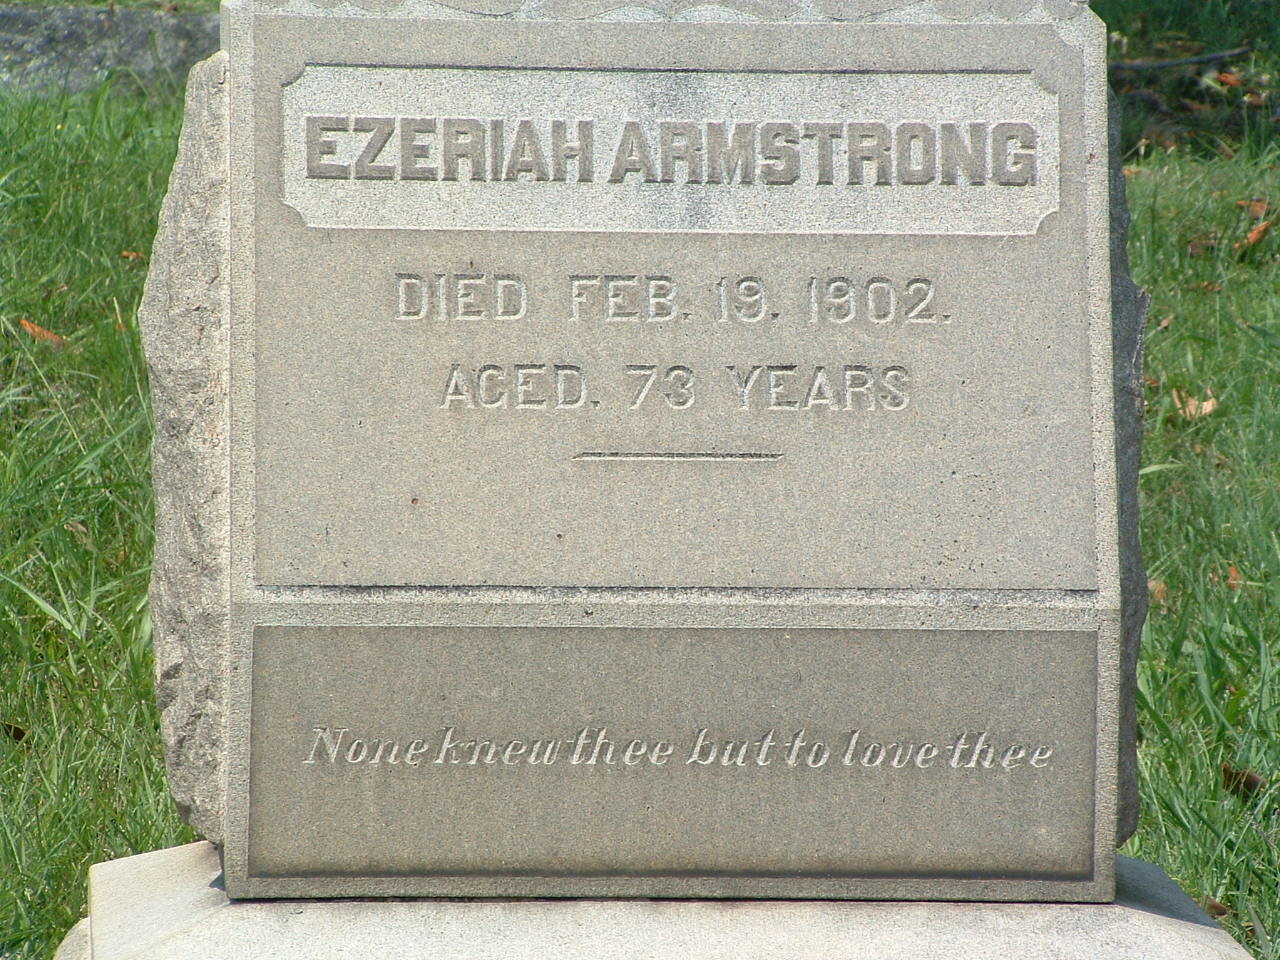 EZERIAH ARMSTRONG
DIED FEB. 19. 1902.
AGED. 73 YEARS
None knew thee but to love thee